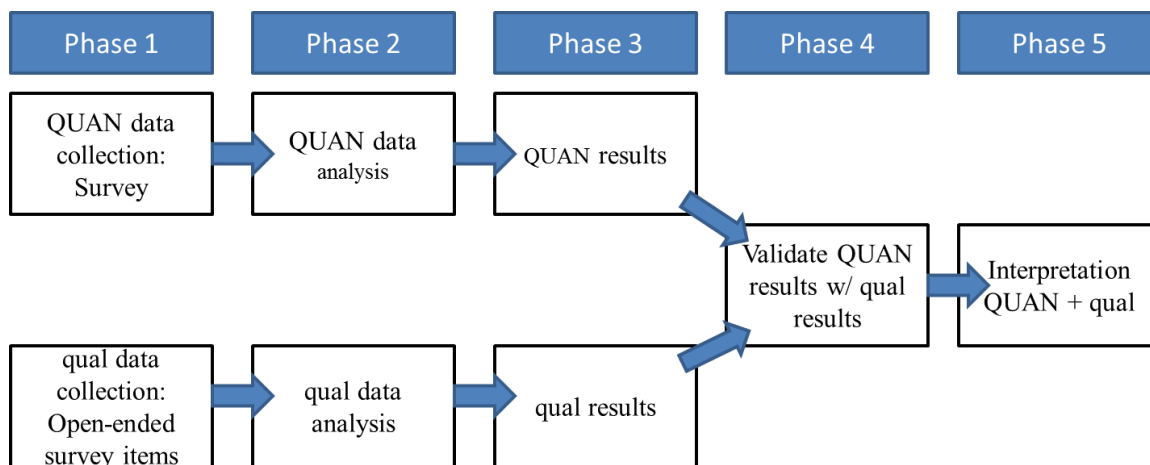 Phase 1
Phase 2
Phase 3
Phase 4
Phase 5
QUAN data
collection:
Survey
QUAN data
analysis
QUAN results
Validate QUAN
results w/ qual
results
Interpretation
QUAN + qual
qual data
collection:
Open-ended
survey items
qual data
analysis
qual results